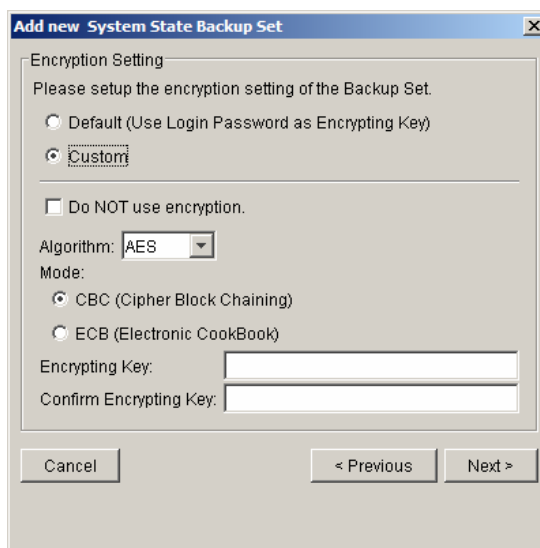 Add new  System State Backup Set
Encryption Setting
Please setup the encryption setting of the Backup Set.
Default (Use Login Password as Encrypting Key)
Custom
Do NOT use encryption.
Algorithm: AES
Mode:
CBC (Cipher Block Chaining)
ECB (Electronic CookBook)
Encrypting Key:
Confirm Encrypting Key:
Cancel < Previous Next >